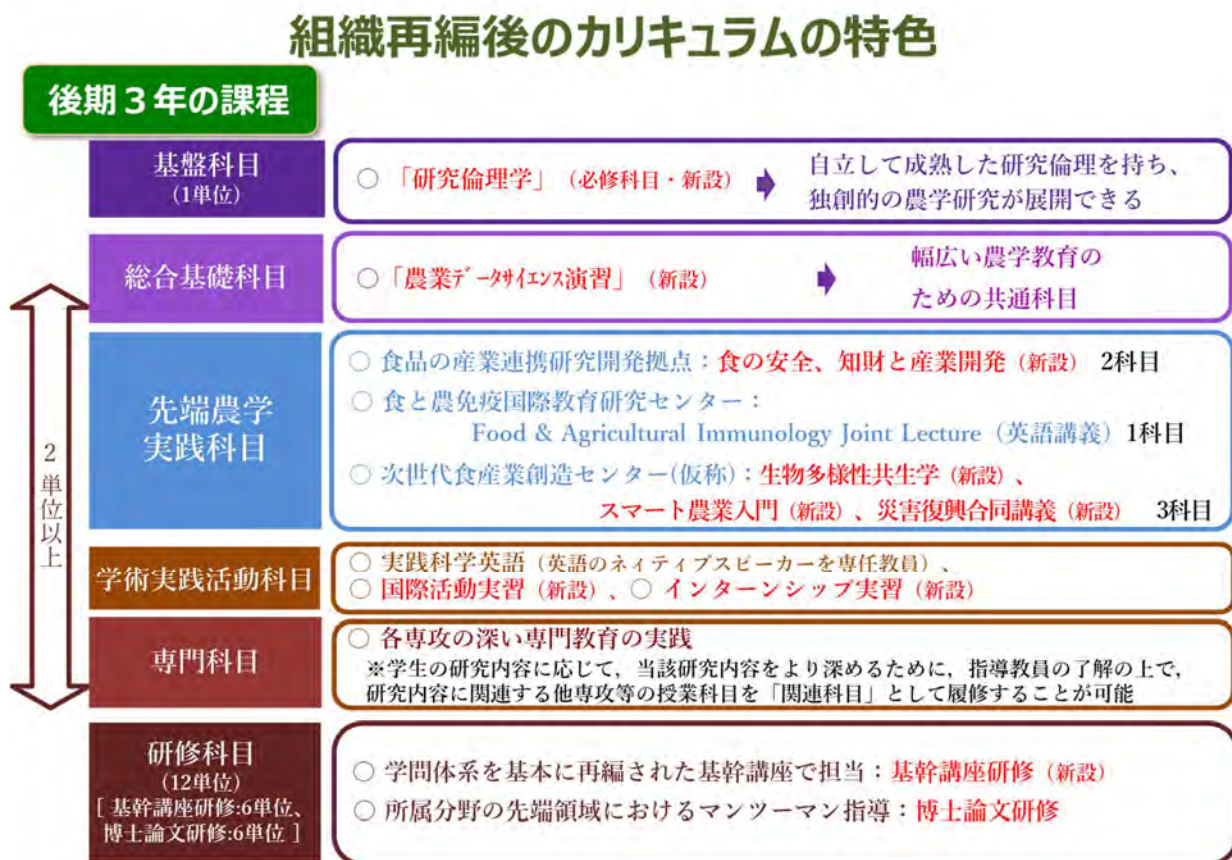 組織再編後のカリキュラムの特色
後期3年の課程
基盤科目
(1単位)
○ 「研究倫理学」(必修科目・新設)
自立して成熟した研究倫理を持ち、
独創的の農学研究が展開できる
総合基礎科目
○「農業ﾃﾞｰﾀｻｲｴﾝｽ演習」(新設)
幅広い農学教育の
ための共通科目
2単位以上
先端農学
実践科目
○ 食品の産業連携研究開発拠点：食の安全、知財と産業開発(新設) 2科目
○ 食と農免疫国際教育研究センター：
Food & Agricultural Immunology Joint Lecture (英語講義) 1科目
○ 次世代食産業創造センター(仮称)：生物多様性共生学(新設)、
スマート農業入門(新設)、災害復興合同講義(新設) 3科目
学術実践活動科目
○ 実践科学英語(英語のネイティブスピーカーを専任教員)、
○ 国際活動実習(新設)、○ インターンシップ実習(新設)
専門科目
○ 各専攻の深い専門教育の実践
※学生の研究内容に応じて，当該研究内容をより深めるために，指導教員の了解の上で，
研究内容に関連する他専攻等の授業科目を「関連科目」として履修することが可能
研修科目
(12単位)
[ 基幹講座研修:6単位、
博士論文研修:6単位 ]
○ 学問体系を基本に再編された基幹講座で担当：基幹講座研修(新設)
○ 所属分野の先端領域におけるマンツーマン指導：博士論文研修